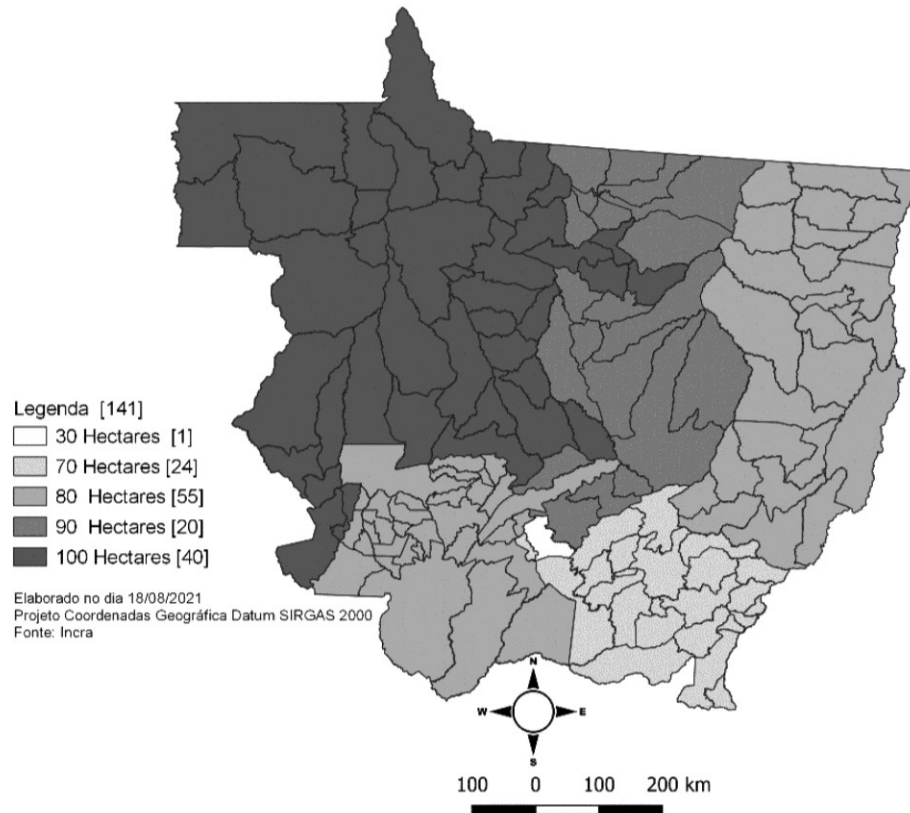 Legenda [141]
30 Hectares [1]
70 Hectares [24]
80 Hectares [55]
90 Hectares [20]
100 Hectares [40]
Elaborado no dia 18/08/2021
Projeto Coordenadas Geográfica Datum SIRGAS 2000
Fonte: Incra
N
W E
S
100 0 100 200 km